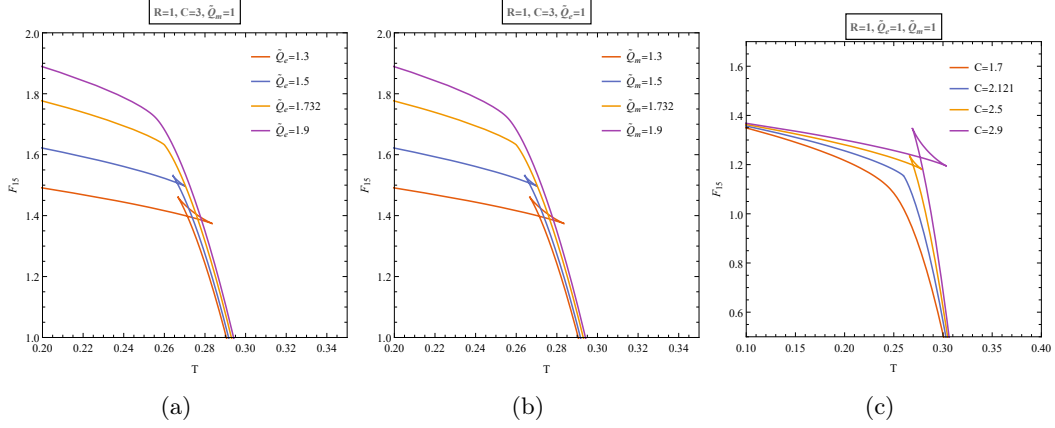 R=1, C=3, Q̃ₘ=1
F₁₅
2.0
1.8
1.6
1.4
1.2
1.0
Q̃ₑ=1.3
Q̃ₑ=1.5
Q̃ₑ=1.732
Q̃ₑ=1.9
0.20 0.22 0.24 0.26 0.28 0.30 0.32 0.34
T
(a)
R=1, C=3, Q̃ₑ=1
F₁₅
2.0
1.8
1.6
1.4
1.2
1.0
Q̃ₘ=1.3
Q̃ₘ=1.5
Q̃ₘ=1.732
Q̃ₘ=1.9
0.20 0.22 0.24 0.26 0.28 0.30 0.32 0.34
T
(b)
R=1, Q̃ₑ=1, Q̃ₘ=1
F₁₅
1.6
1.4
1.2
1.0
0.8
0.6
C=1.7
C=2.121
C=2.5
C=2.9
0.10 0.15 0.20 0.25 0.30 0.35 0.40
T
(c)